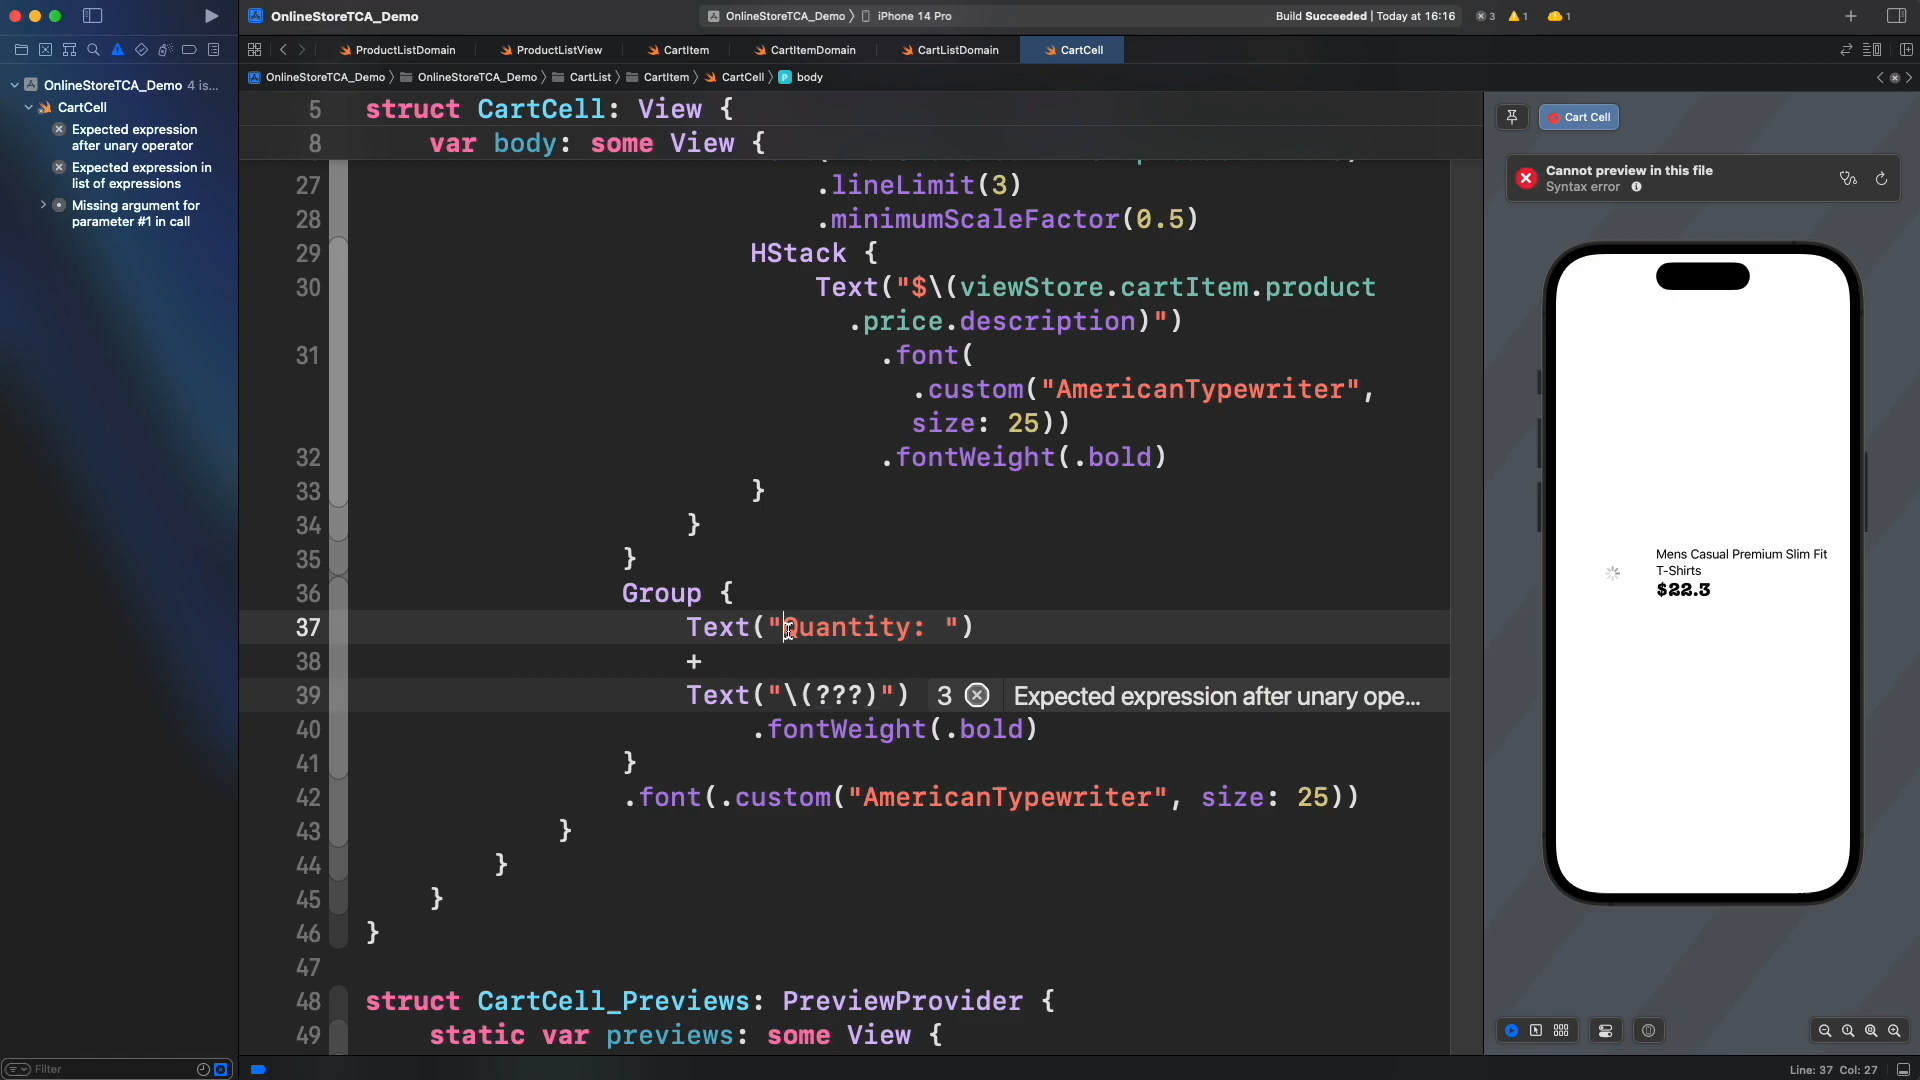 OnlineStoreTCA_Demo
OnlineStoreTCA_Demo 〉 iPhone 14 Pro
Build Succeeded | Today at 16:16
3
1
1
ProductListDomain
ProductListView
CartItem
CartItemDomain
CartListDomain
CartCell
OnlineStoreTCA_Demo 〉 OnlineStoreTCA_Demo 〉 CartList 〉 CartItem 〉 CartCell 〉 P body
OnlineStoreTCA_Demo 4 is...
CartCell
Expected expression
after unary operator
Expected expression in
list of expressions
Missing argument for
parameter #1 in call
Filter
5 struct CartCell: View {
8 var body: some View {
27 .lineLimit(3)
28 .minimumScaleFactor(0.5)
29 HStack {
30 Text("$\(viewStore.cartItem.product
.price.description)")
31 .font(
.custom("AmericanTypewriter",
size: 25))
32 .fontWeight(.bold)
33 }
34 }
35 }
36 Group {
37 Text("Quantity: ")
38 +
39 Text("\(???)") 3 Expected expression after unary ope...
40 .fontWeight(.bold)
41 }
42 .font(.custom("AmericanTypewriter", size: 25))
43 }
44 }
45 }
46 }
47
48 struct CartCell_Previews: PreviewProvider {
49 static var previews: some View {
Cart Cell
Cannot preview in this file
Syntax error
Mens Casual Premium Slim Fit
T-Shirts
$22.3
Line: 37 Col: 27